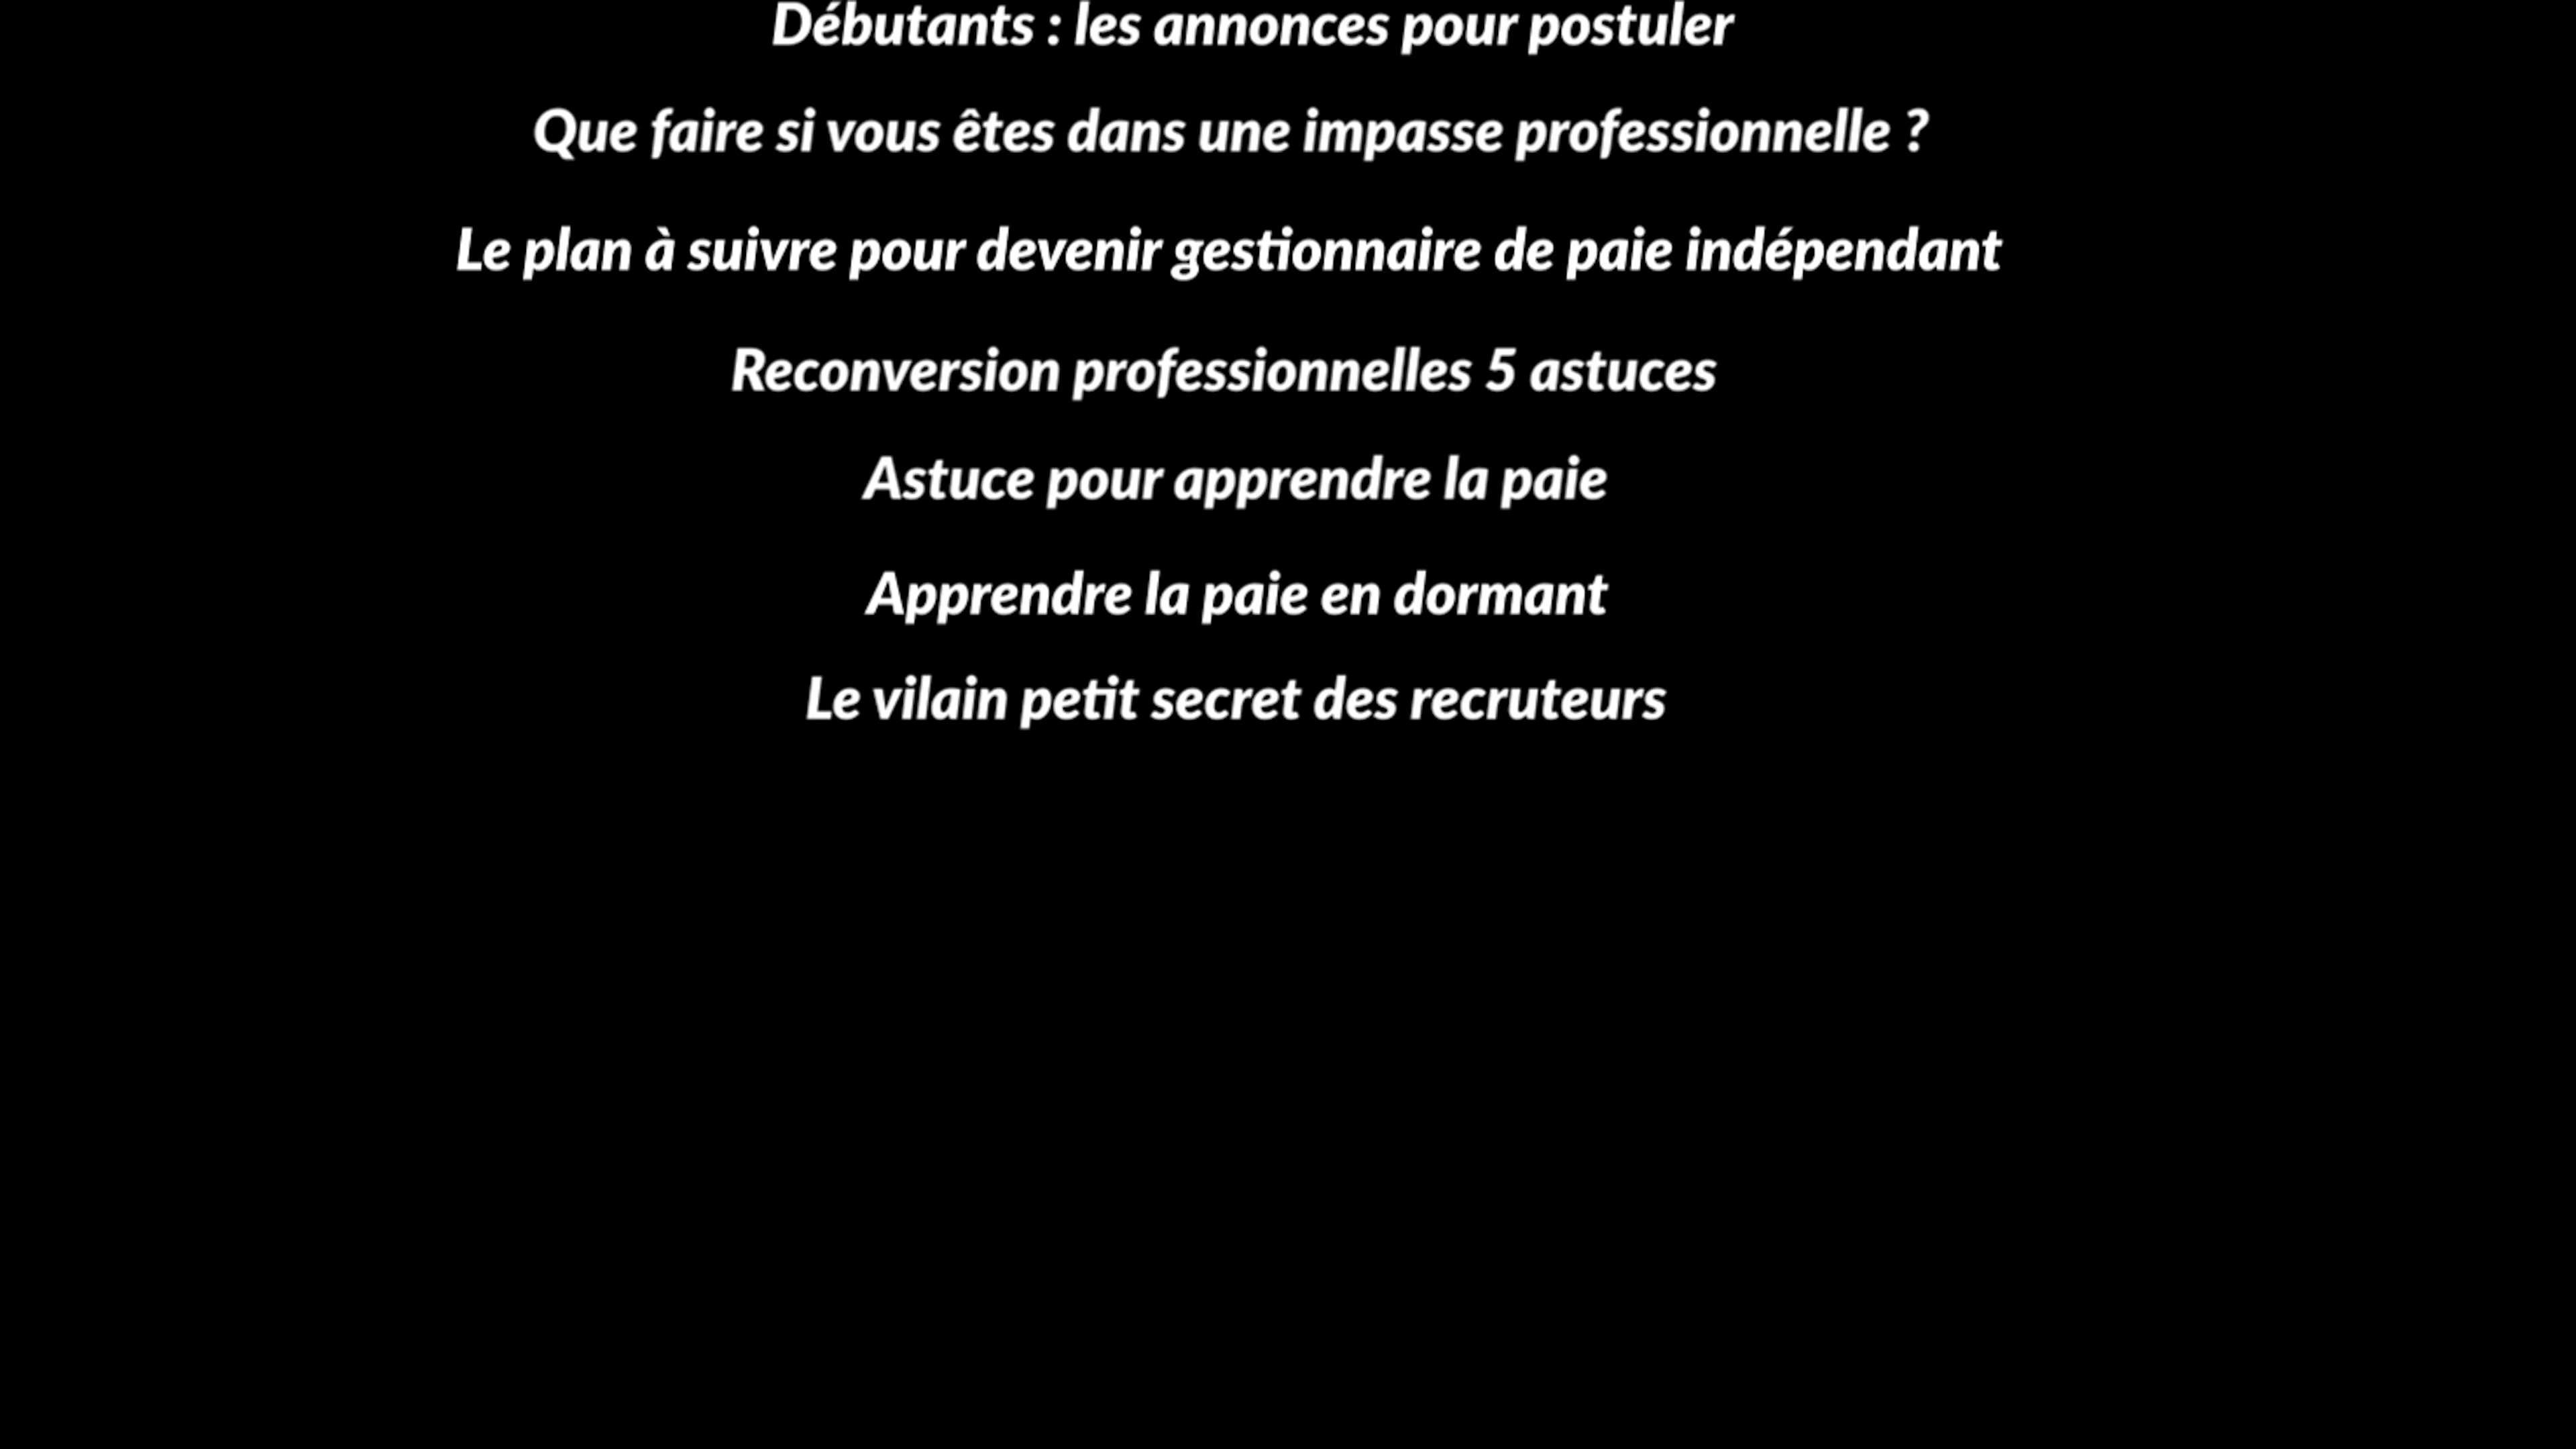 Débutants : les annonces pour postuler
Que faire si vous êtes dans une impasse professionnelle ?
Le plan à suivre pour devenir gestionnaire de paie indépendant
Reconversion professionnelles 5 astuces
Astuce pour apprendre la paie
Apprendre la paie en dormant
Le vilain petit secret des recruteurs